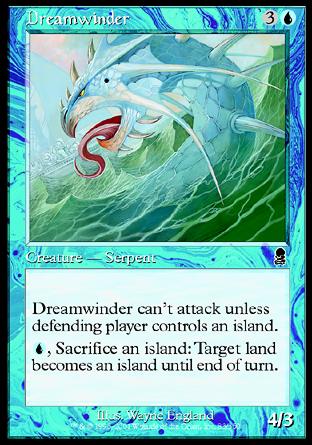 Dreamwinder 3
Creature — Serpent
Dreamwinder can't attack unless
defending player controls an island.
, Sacrifice an island: Target land
becomes an island until end of turn.
4/3
Illus. Wayne England